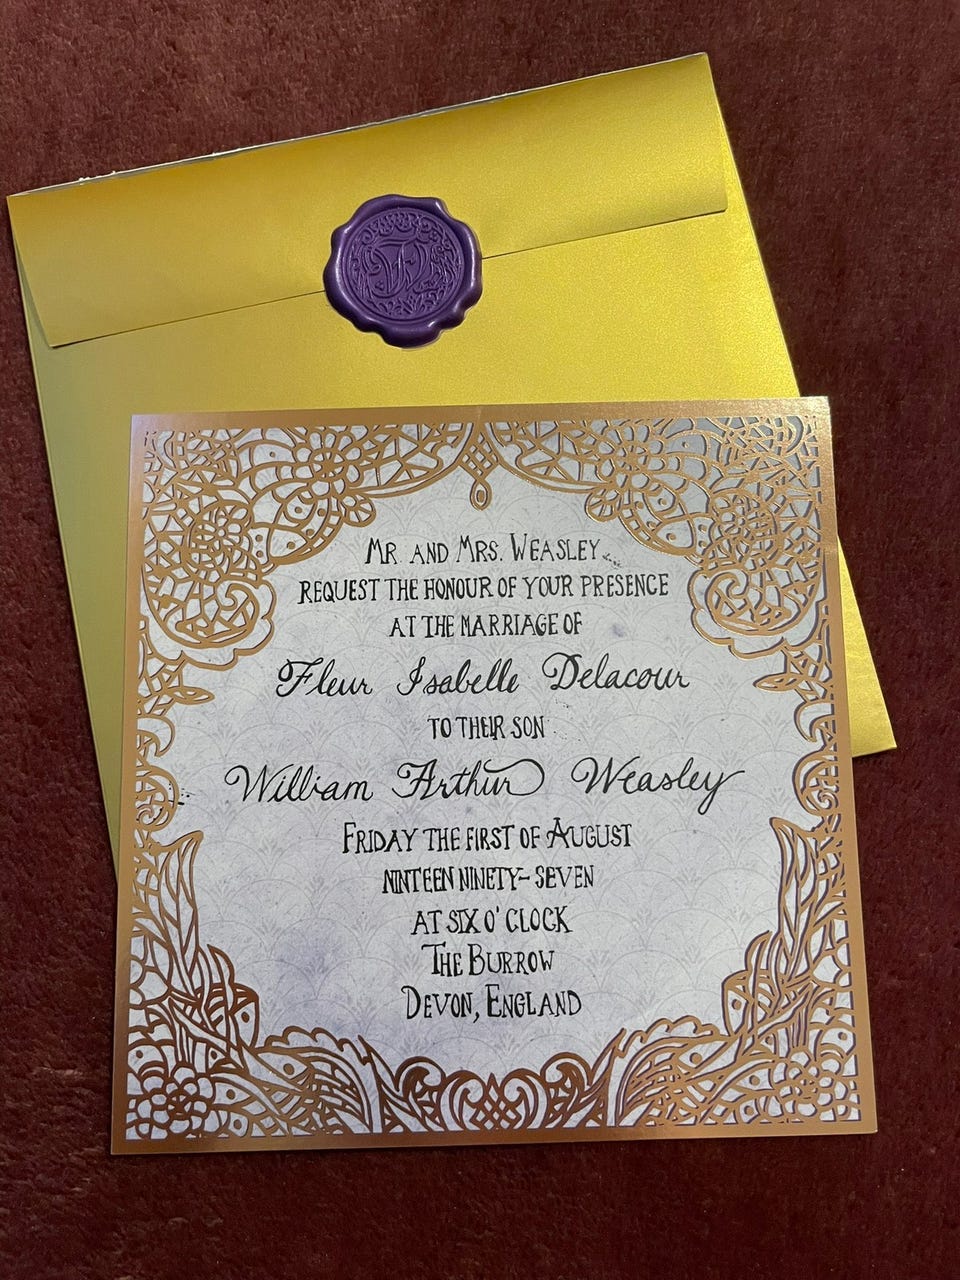 Mr. and Mrs. Weasley
request the honour of your presence
at the marriage of
Fleur Isabelle Delacour
to their son
William Arthur Weasley
Friday the first of August
nineteen ninety-seven
at six o'clock
The Burrow
Devon, England